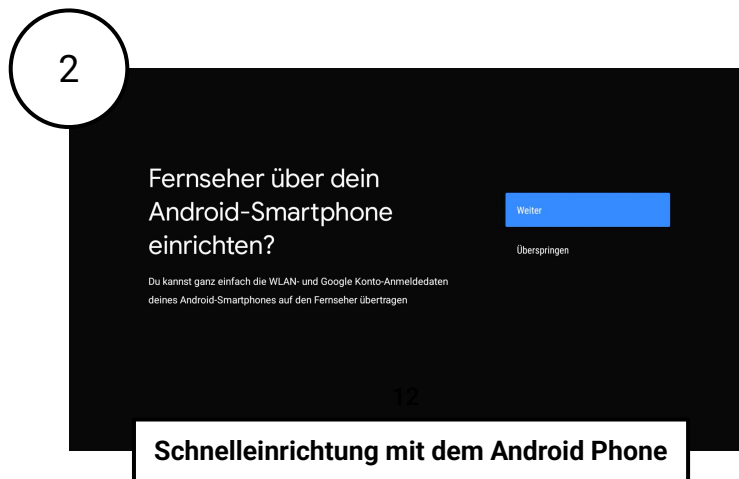 2
Fernseher über dein
Android-Smartphone
einrichten?
Du kannst ganz einfach die WLAN- und Google Konto-Anmeldedaten
deines Android-Smartphones auf den Fernseher übertragen
Weiter
Überspringen
12
Schnelleinrichtung mit dem Android Phone